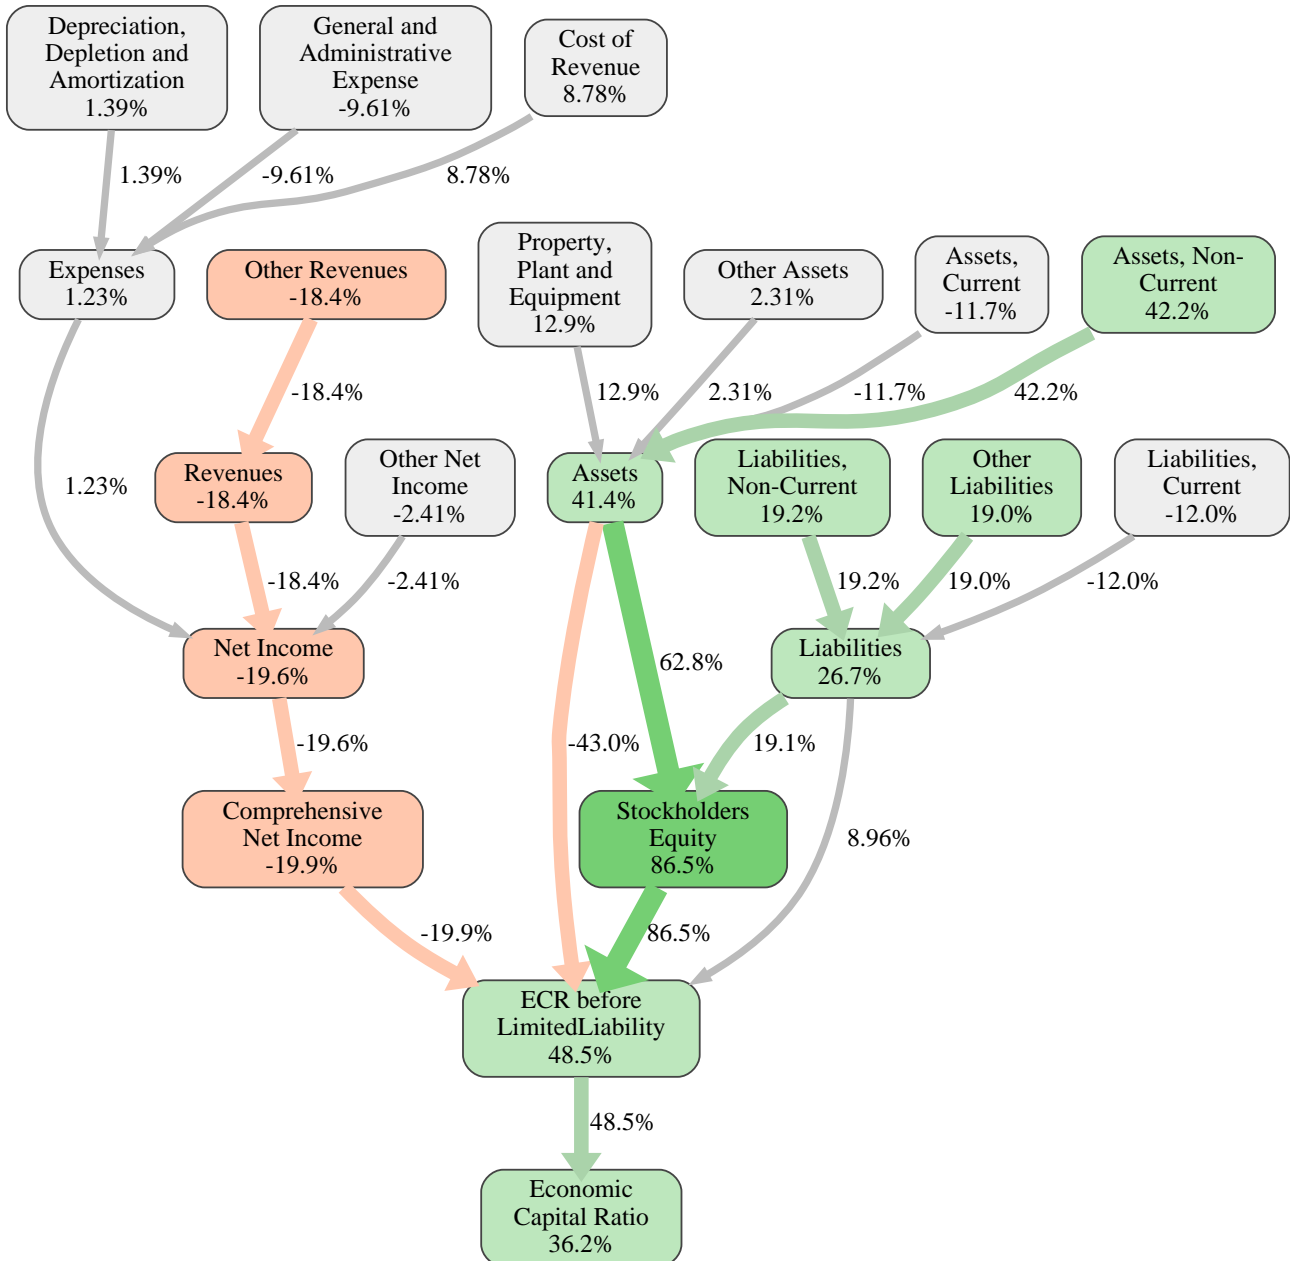 Depreciation,
Depletion and
Amortization
1.39%
General and
Administrative
Expense
-9.61%
Cost of
Revenue
8.78%
1.39%
-9.61%
8.78%
Expenses
1.23%
Other Revenues
-18.4%
Property,
Plant and
Equipment
12.9%
Other Assets
2.31%
Assets,
Current
-11.7%
Assets, Non-
Current
42.2%
-18.4%
12.9%
2.31%
-11.7%
42.2%
Revenues
-18.4%
Other Net
Income
-2.41%
Assets
41.4%
Liabilities,
Non-Current
19.2%
Other
Liabilities
19.0%
Liabilities,
Current
-12.0%
1.23%
-18.4%
-2.41%
19.2%
19.0%
-12.0%
Net Income
-19.6%
Liabilities
26.7%
62.8%
-19.6%
-43.0%
19.1%
Comprehensive
Net Income
-19.9%
Stockholders
Equity
86.5%
8.96%
-19.9%
86.5%
ECR before
LimitedLiability
48.5%
48.5%
Economic
Capital Ratio
36.2%